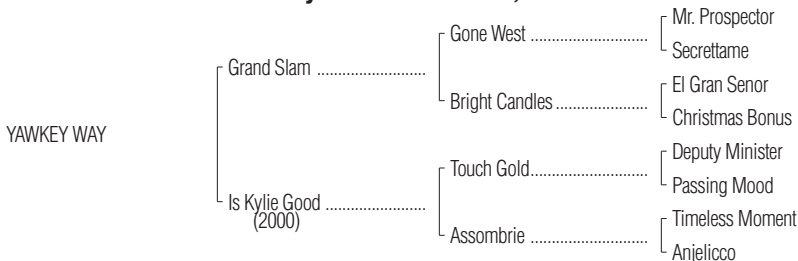 Mr. Prospector
Gone West ..............................
Secrettame
Grand Slam ............................
El Gran Senor
Bright Candles ........................
Christmas Bonus
YAWKEY WAY
Deputy Minister
Touch Gold ..............................
Passing Mood
Is Kylie Good ..........................
(2000)
Timeless Moment
Assombrie ..............................
Anjelicco